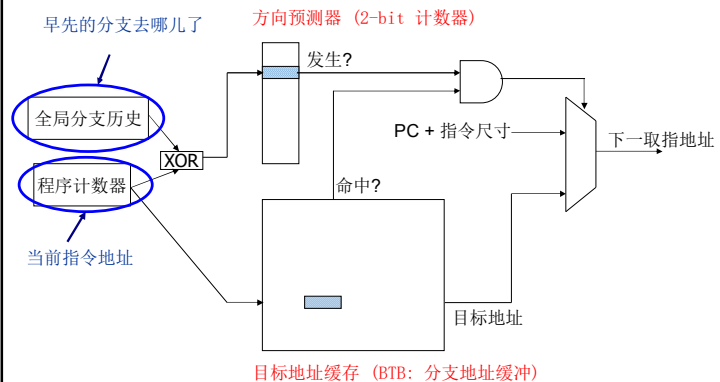 早先的分支去哪儿了
方向预测器 (2-bit 计数器)
发生?
全局分支历史
PC + 指令尺寸
下一取指地址
XOR
程序计数器
命中?
当前指令地址
目标地址
目标地址缓存 (BTB: 分支地址缓冲)